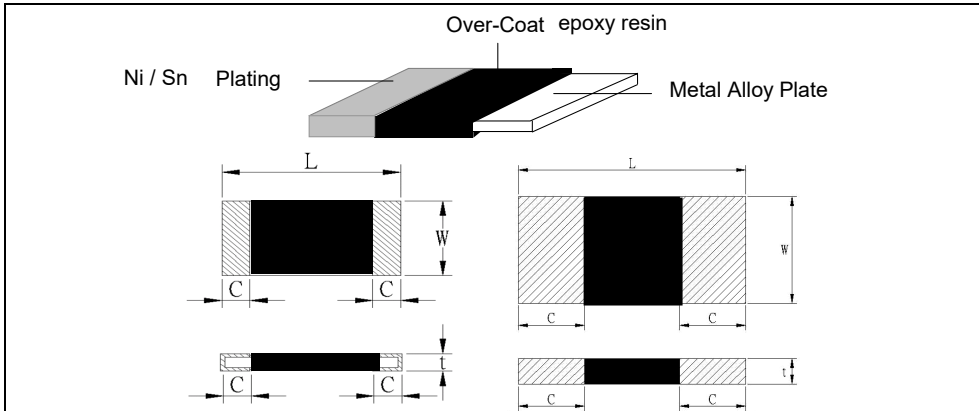 Over-Coat epoxy resin
Ni / Sn Plating
Metal Alloy Plate
L
W
C C
t
C C
L
W
C C
t
C C